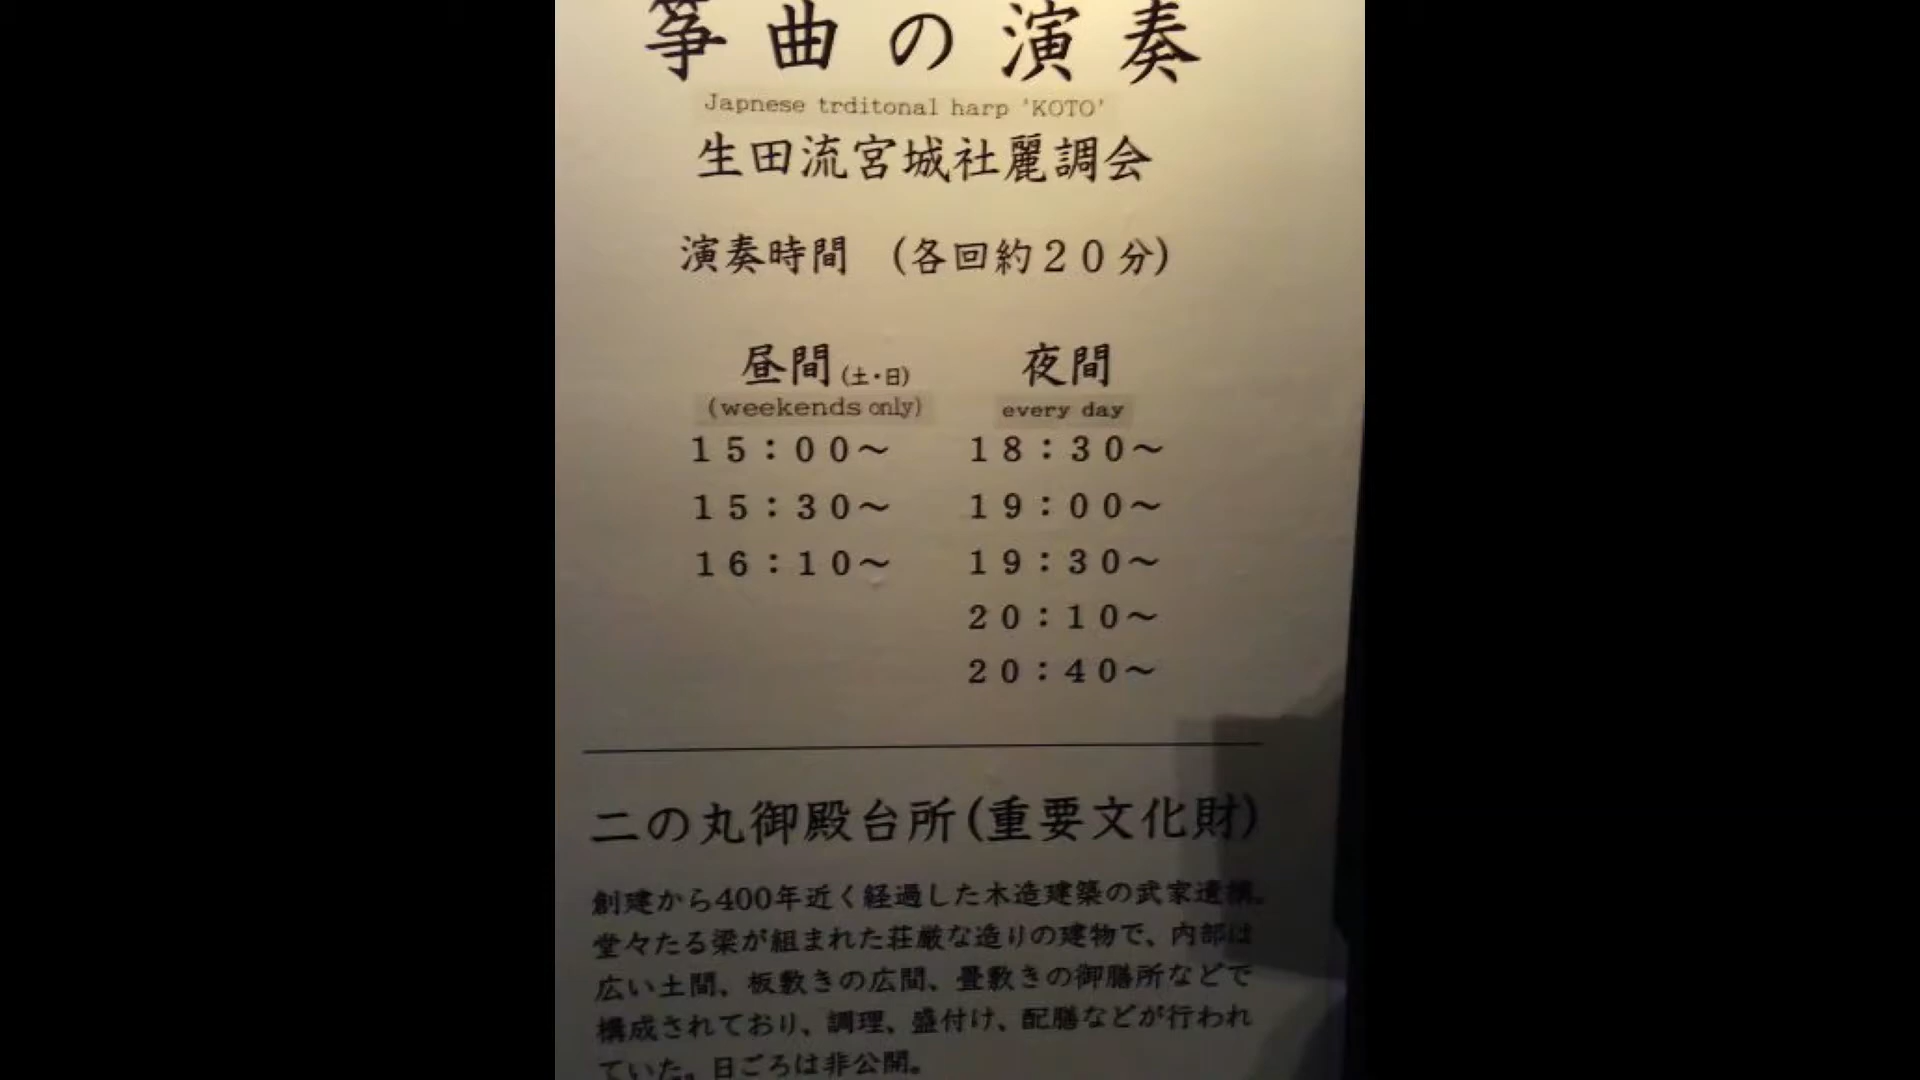 箏曲の演奏
Japnese trditonal harp 'KOTO'
生田流宮城社麗調会
演奏時間 (各回約20分)
昼間(土・日) 夜間
(weekends only) every day
15:00～ 18:30～
15:30～ 19:00～
16:10～ 19:30～
20:10～
20:40～
二の丸御殿台所(重要文化財)
創建から400年近く経過した木造建築の武家遺構。
堂々たる梁が組まれた荘厳な造りの建物で、内部は
広い土間、板敷きの広間、畳敷きの御膳所などで
構成されており、調理、盛付け、配膳などが行われ
ていた。日ごろは非公開。